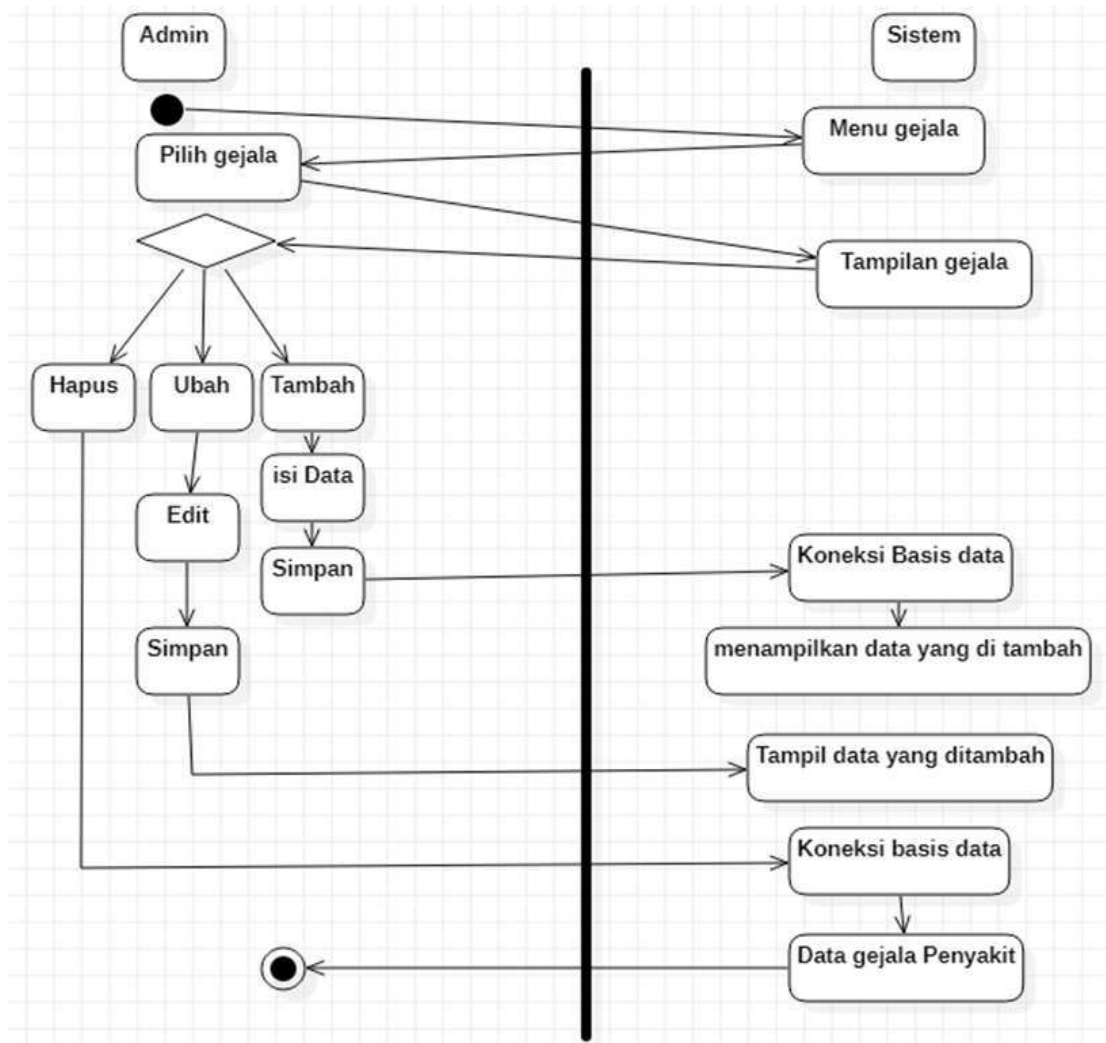 Admin
Sistem
Menu gejala
Pilih gejala
Tampilan gejala
Hapus
Ubah
Tambah
isi Data
Edit
Simpan
Koneksi Basis data
Simpan
menampilkan data yang di tambah
Tampil data yang ditambah
Koneksi basis data
Data gejala Penyakit